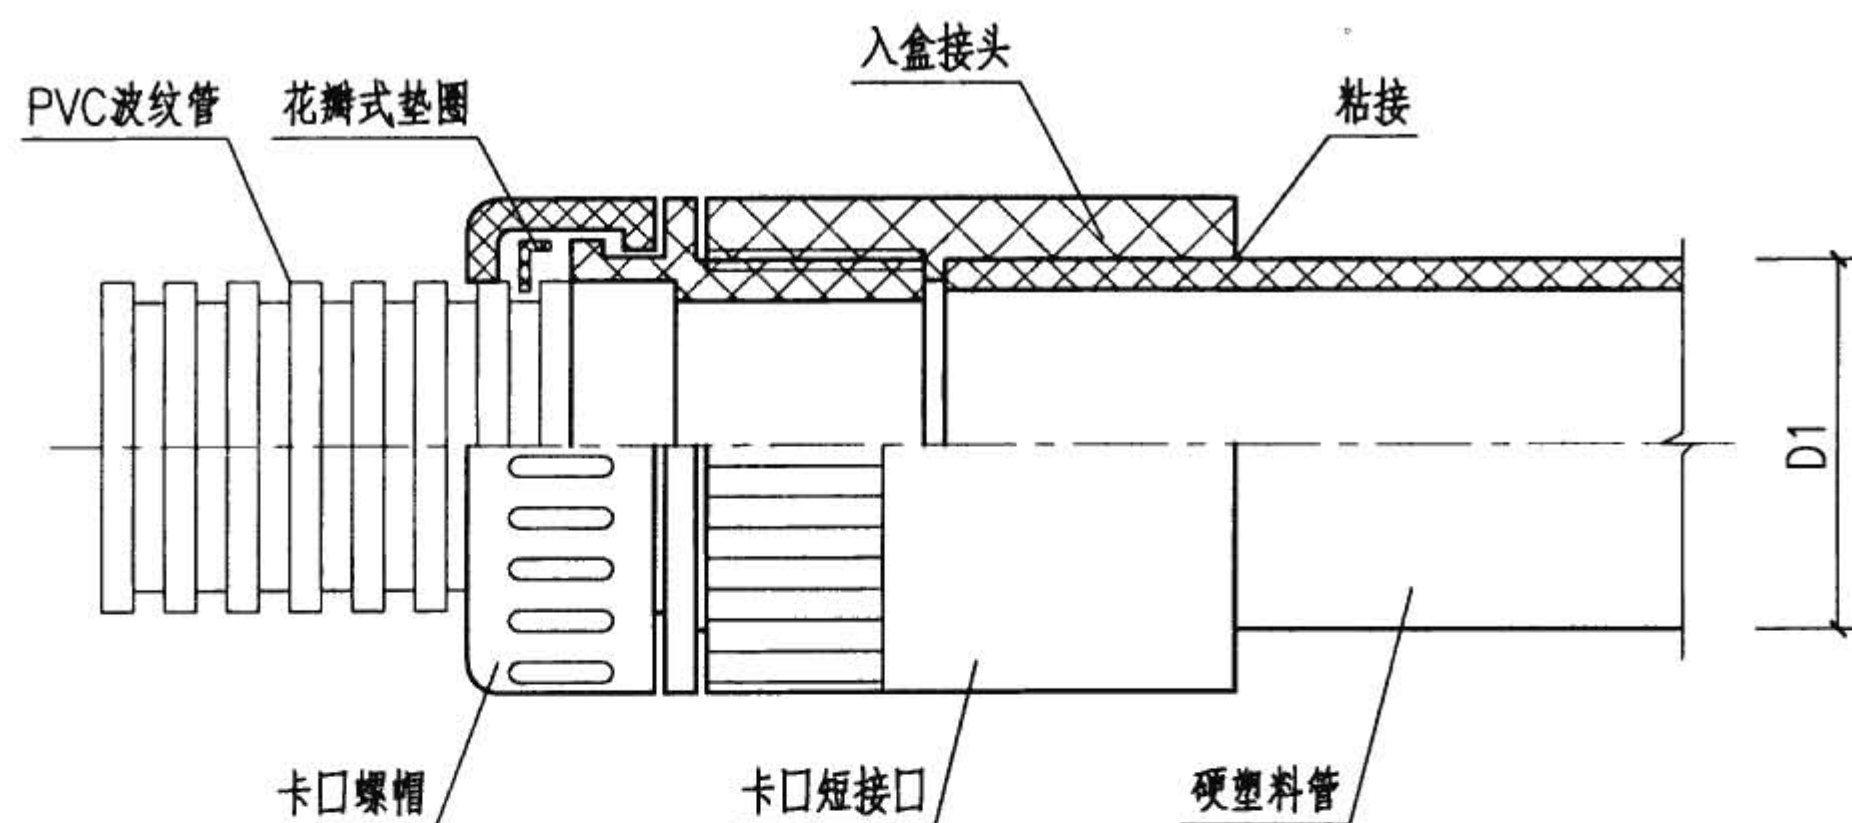 入盒接头
PVC波纹管
花瓣式垫圈
粘接
D1
卡口螺帽
卡口短接口
硬塑料管